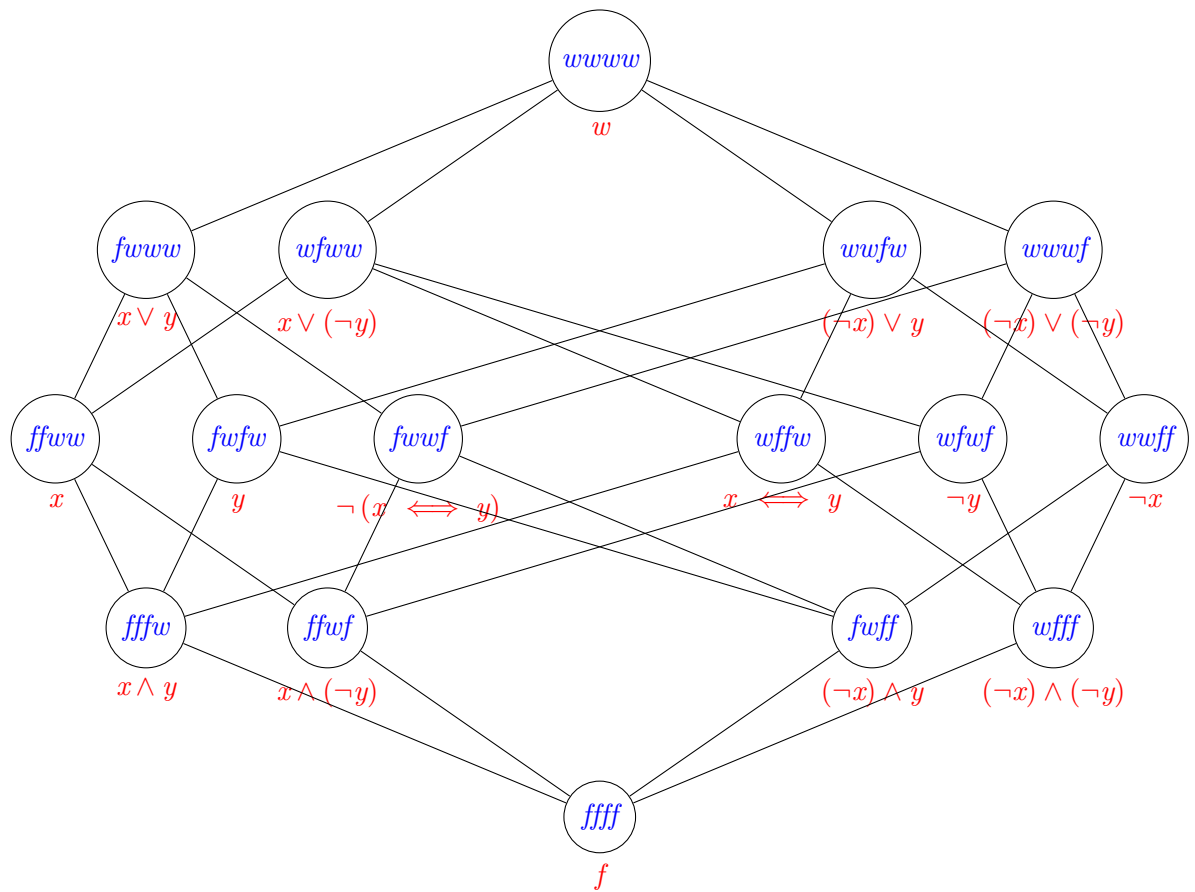 wwww
w
fwww wfww wwfw wwwf
x ∨ y x ∨ (¬y) (¬x) ∨ y (¬x) ∨ (¬y)
ffww fwfw fwwf wffw wfwf wwff
x y ¬ (x ⟺ y) x ⟺ y ¬y ¬x
fffw ffwf fwff wfff
x ∧ y x ∧ (¬y) (¬x) ∧ y (¬x) ∧ (¬y)
ffff
f